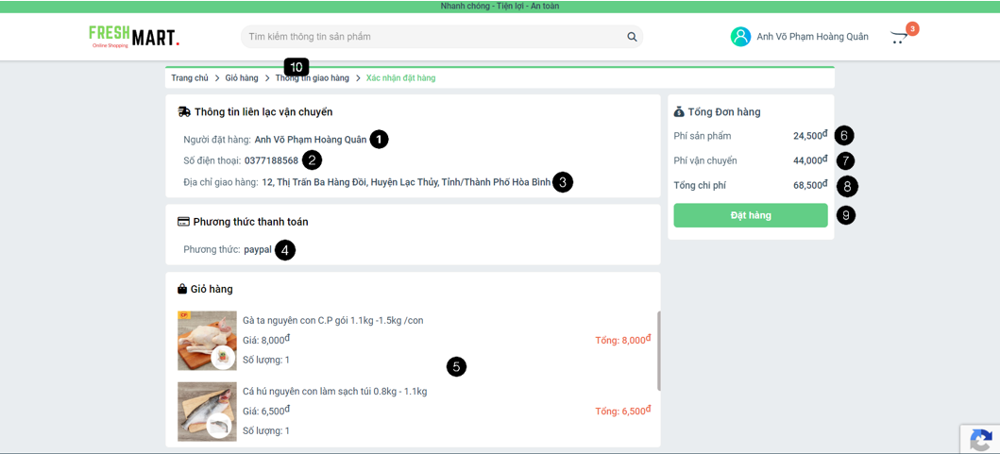 Nhanh chóng - Tiện lợi - An toàn
FRESH MART.
Online Shopping
Tìm kiếm thông tin sản phẩm
Anh Võ Phạm Hoàng Quân
3
10
Trang chủ > Giỏ hàng > Thông tin giao hàng > Xác nhận đặt hàng
Thông tin liên lạc vận chuyển
Người đặt hàng: Anh Võ Phạm Hoàng Quân 1
Số điện thoại: 0377188568 2
Địa chỉ giao hàng: 12, Thị Trấn Ba Hàng Đồi, Huyện Lạc Thủy, Tỉnh/Thành Phố Hòa Bình 3
Phương thức thanh toán
Phương thức: paypal 4
Giỏ hàng
CP
Gà ta nguyên con C.P gói 1.1kg -1.5kg /con
Giá: 8,000đ
Tổng: 8,000đ
Số lượng: 1
5
Cá hú nguyên con làm sạch túi 0.8kg - 1.1kg
Giá: 6,500đ
Tổng: 6,500đ
Số lượng: 1
Tổng Đơn hàng
Phí sản phẩm 24,500đ 6
Phí vận chuyển 44,000đ 7
Tổng chi phí 68,500đ 8
Đặt hàng 9